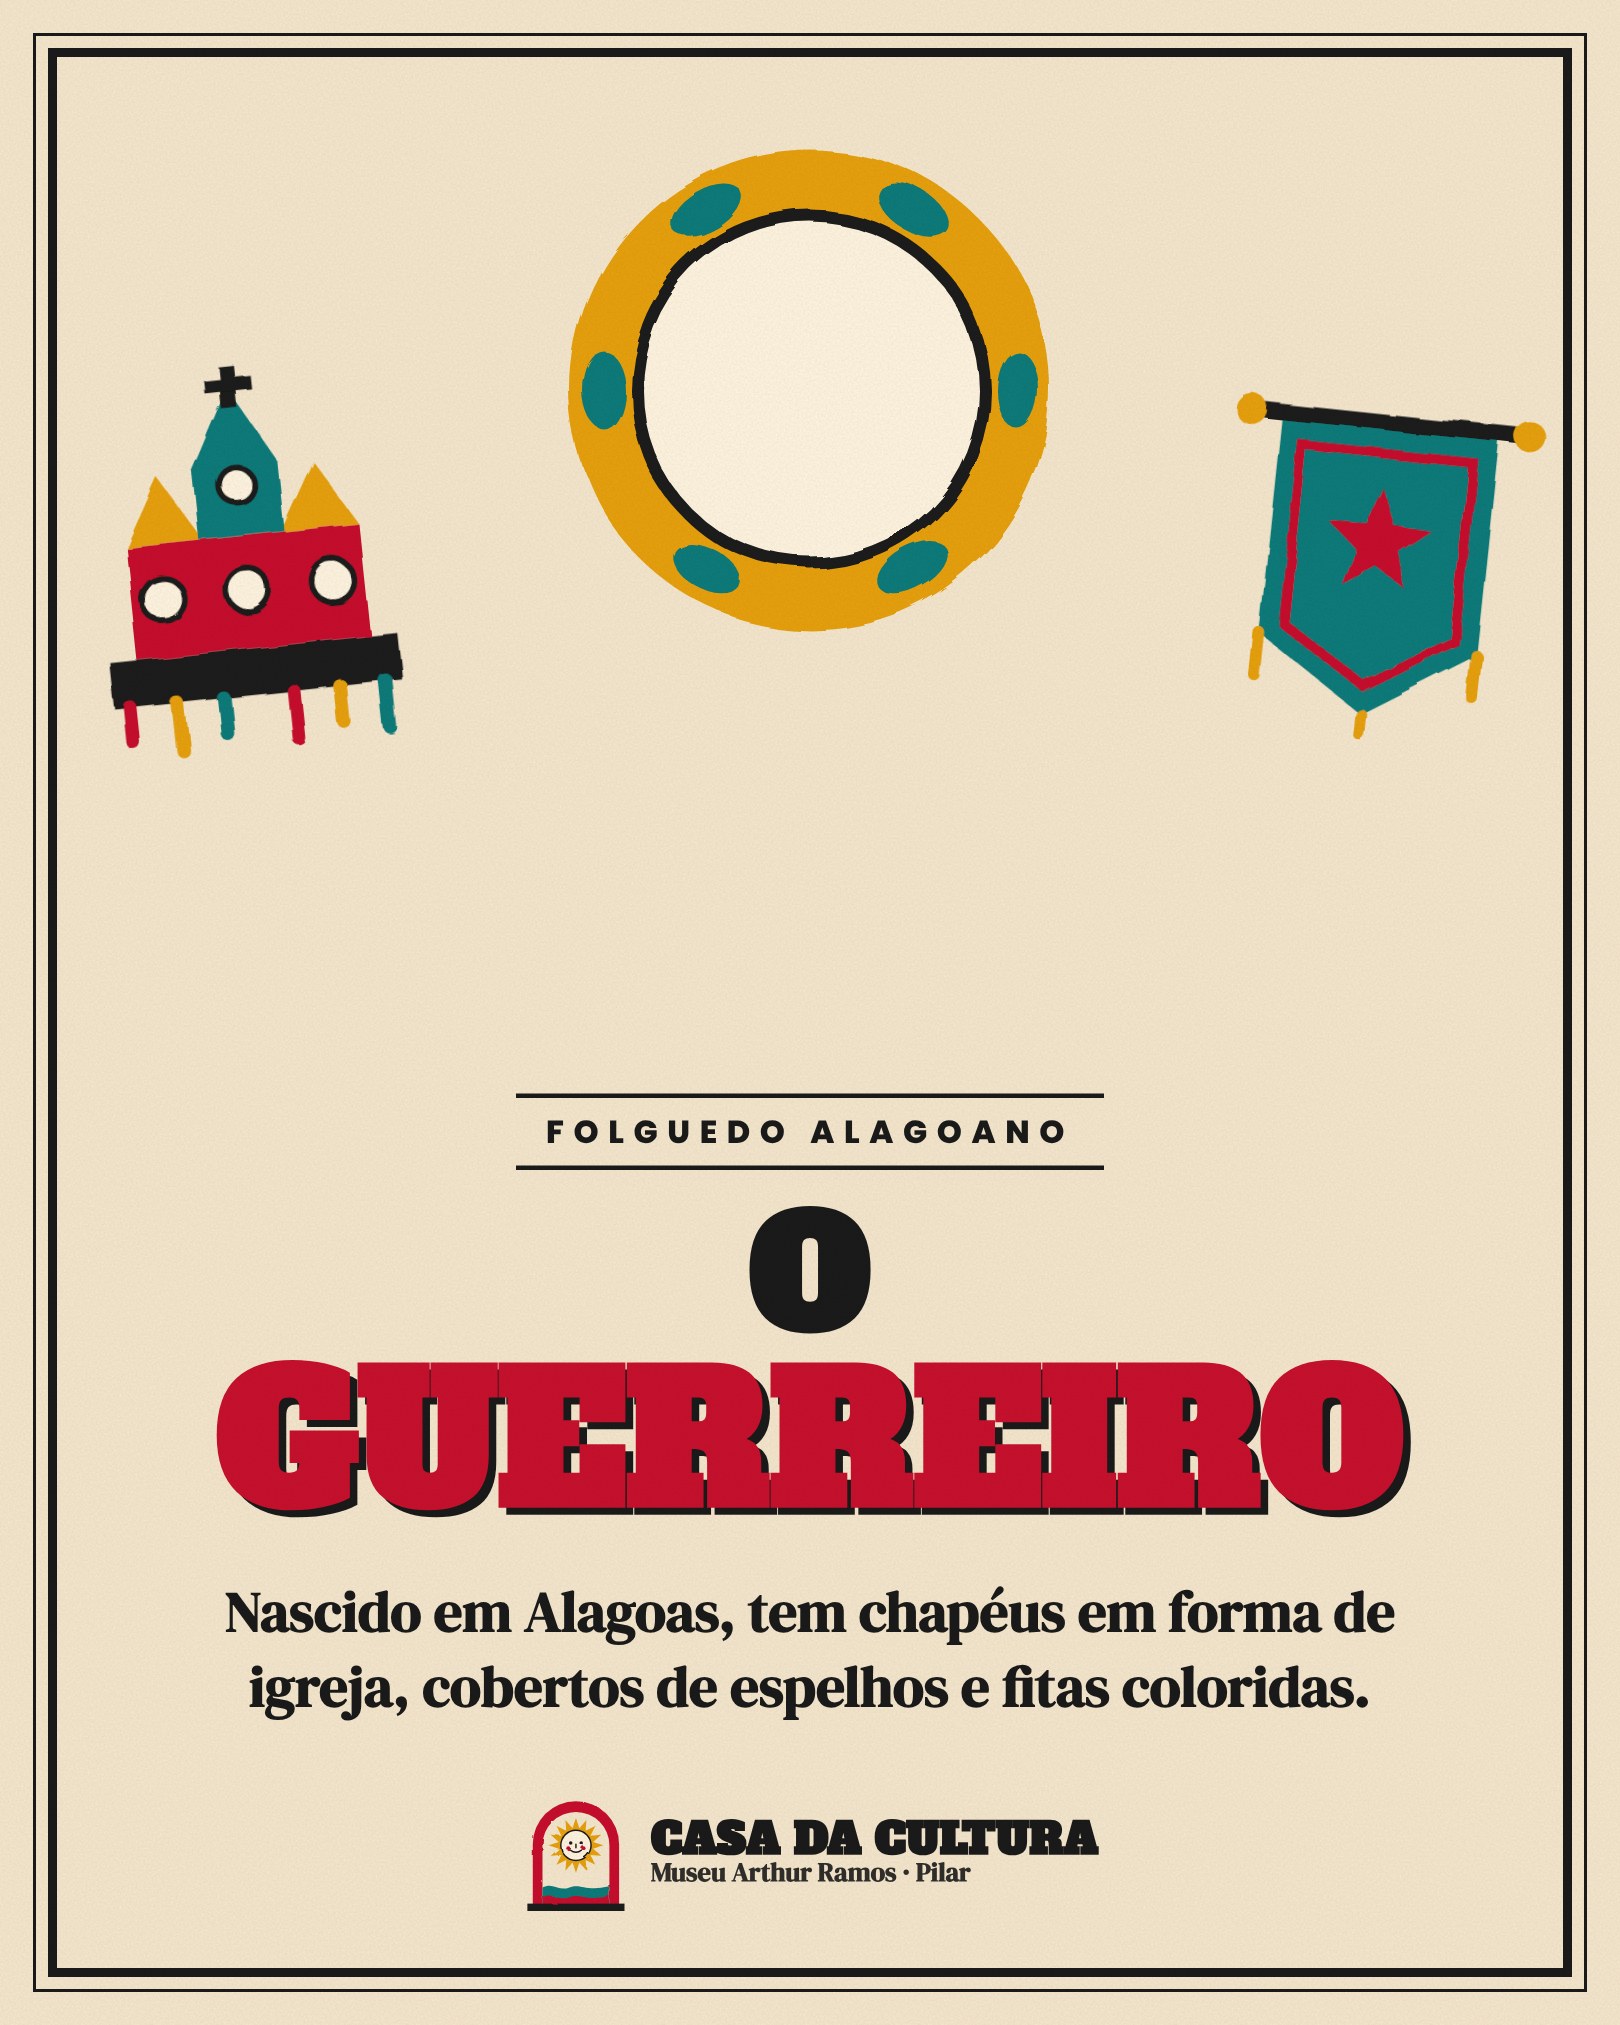 FOLGUEDO ALAGOANO
O
GUERREIRO
Nascido em Alagoas, tem chapéus em forma de
igreja, cobertos de espelhos e fitas coloridas.
CASA DA CULTURA
Museu Arthur Ramos · Pilar